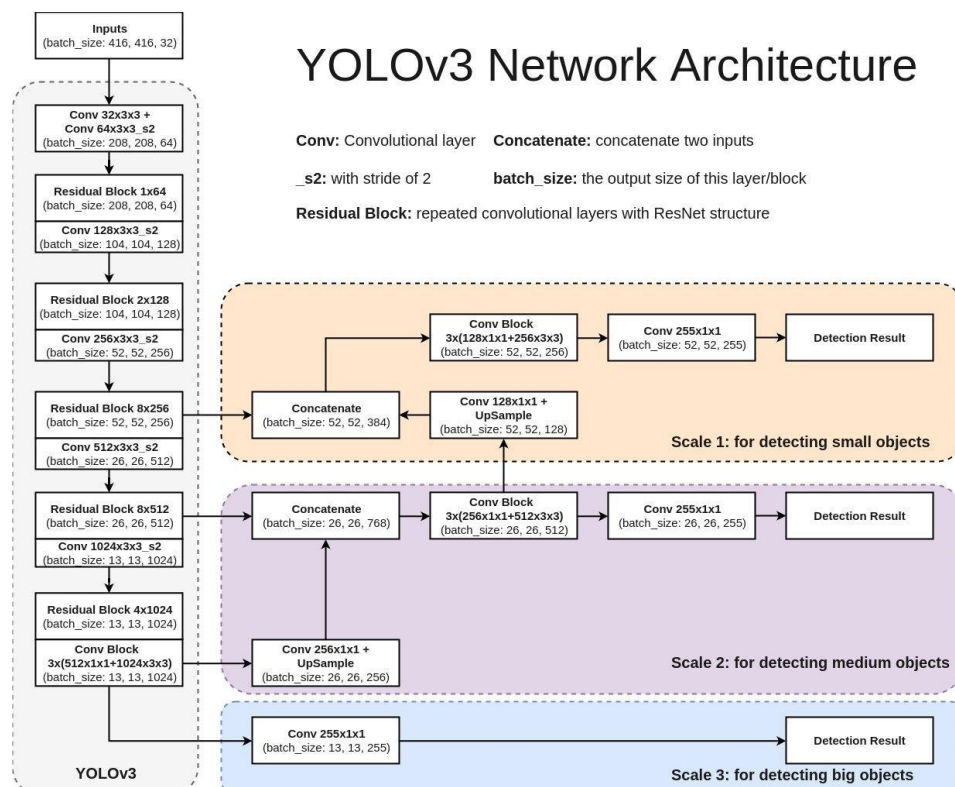 Inputs
(batch_size: 416, 416, 32)
YOLOv3 Network Architecture
Conv: Convolutional layer Concatenate: concatenate two inputs
_s2: with stride of 2 batch_size: the output size of this layer/block
Residual Block: repeated convolutional layers with ResNet structure
Conv 32x3x3 +
Conv 64x3x3_s2
(batch_size: 208, 208, 64)
Residual Block 1x64
(batch_size: 208, 208, 64)
Conv 128x3x3_s2
(batch_size: 104, 104, 128)
Residual Block 2x128
(batch_size: 104, 104, 128)
Conv 256x3x3_s2
(batch_size: 52, 52, 256)
Residual Block 8x256
(batch_size: 52, 52, 256)
Conv 512x3x3_s2
(batch_size: 26, 26, 512)
Residual Block 8x512
(batch_size: 26, 26, 512)
Conv 1024x3x3_s2
(batch_size: 13, 13, 1024)
Residual Block 4x1024
(batch_size: 13, 13, 1024)
Conv Block
3x(512x1x1+1024x3x3)
(batch_size: 13, 13, 1024)
YOLOv3
Conv Block
3x(128x1x1+256x3x3)
(batch_size: 52, 52, 256)
Conv 255x1x1
(batch_size: 52, 52, 255)
Detection Result
Concatenate
(batch_size: 52, 52, 384)
Conv 128x1x1 +
UpSample
(batch_size: 52, 52, 128)
Scale 1: for detecting small objects
Concatenate
(batch_size: 26, 26, 768)
Conv Block
3x(256x1x1+512x3x3)
(batch_size: 26, 26, 512)
Conv 255x1x1
(batch_size: 26, 26, 255)
Detection Result
Conv 256x1x1 +
UpSample
(batch_size: 26, 26, 256)
Scale 2: for detecting medium objects
Conv 255x1x1
(batch_size: 13, 13, 255)
Detection Result
Scale 3: for detecting big objects